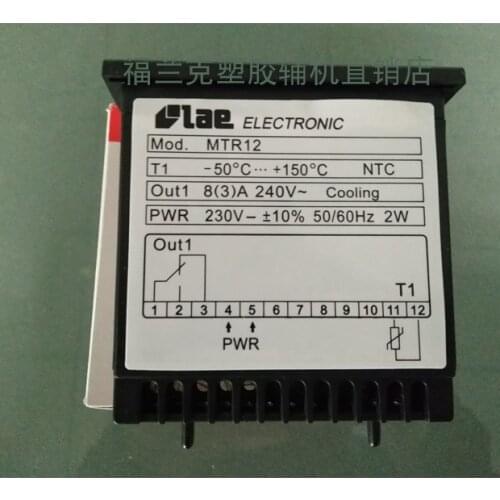 福兰克塑胶辅机直销店
lae ELECTRONIC
Mod. MTR12
T1 -50°C··· +150°C NTC
Out1 8(3)A 240V~ Cooling
PWR 230V~ ±10% 50/60Hz 2W
Out1
T1
1 2 3 4 5 6 7 8 9 10 11 12
PWR